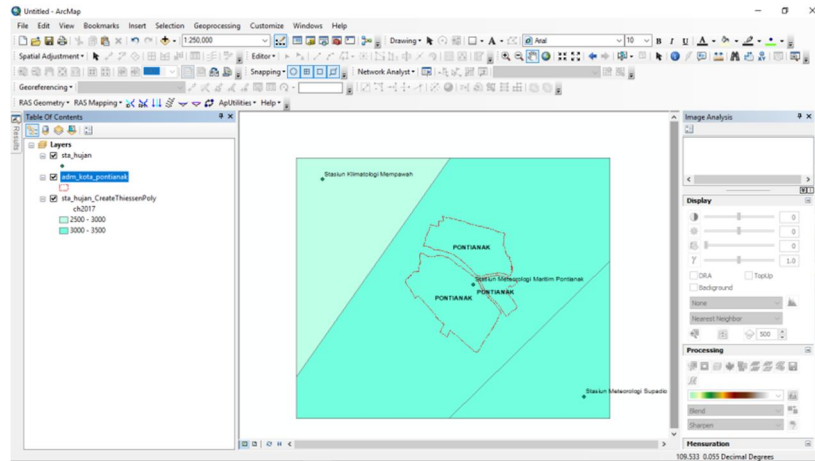 Untitled - ArcMap
File Edit View Bookmarks Insert Selection Geoprocessing Customize Windows Help
1:250,000
Drawing
Arial
10
B I U A
Spatial Adjustment
Editor
Snapping
Network Analyst
Georeferencing
RAS Geometry RAS Mapping
ApUtilities Help
Table Of Contents
Results
Layers
sta_hujan
adm_kota_pontianak
sta_hujan_CreateThiessenPoly
ch2017
2500 - 3000
3000 - 3500
Stasiun Klimatologi Mempawah
PONTIANAK
Stasiun Meteorologi Maritim Pontianak
PONTIANAK
PONTIANAK
Stasiun Meteorologi Supadio
Image Analysis
Display
0
0
0
1.0
DRA
TopUp
Background
None
Nearest Neighbor
500
Processing
Blend
Sharpen
Mensuration
109.533 0.055 Decimal Degrees